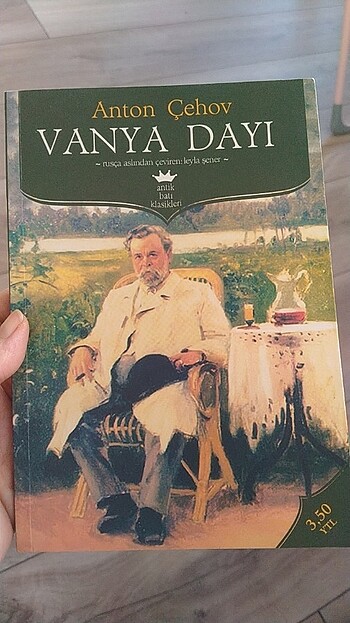 Anton Çehov
VANYA DAYI
~ rusça aslından çeviren: leyla şener ~
antik
batı
klasikleri
3,50
YTL